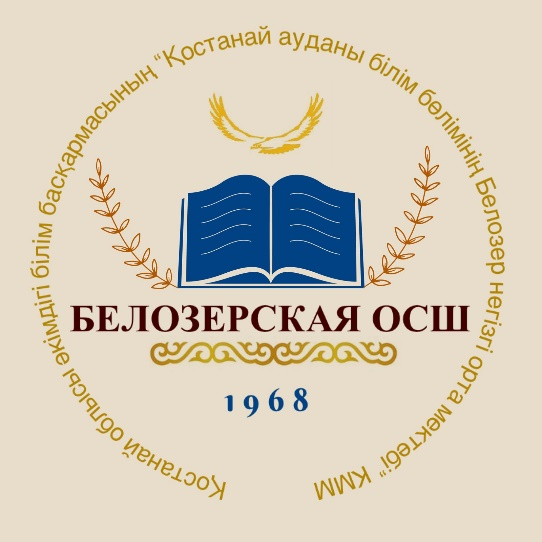 Қостанай облысы әкімдігі білім басқармасының "Қостанай ауданы білім бөлімінің Белозер негізгі орта мектебі" КММ
БЕЛОЗЕРСКАЯ ОСШ
1968